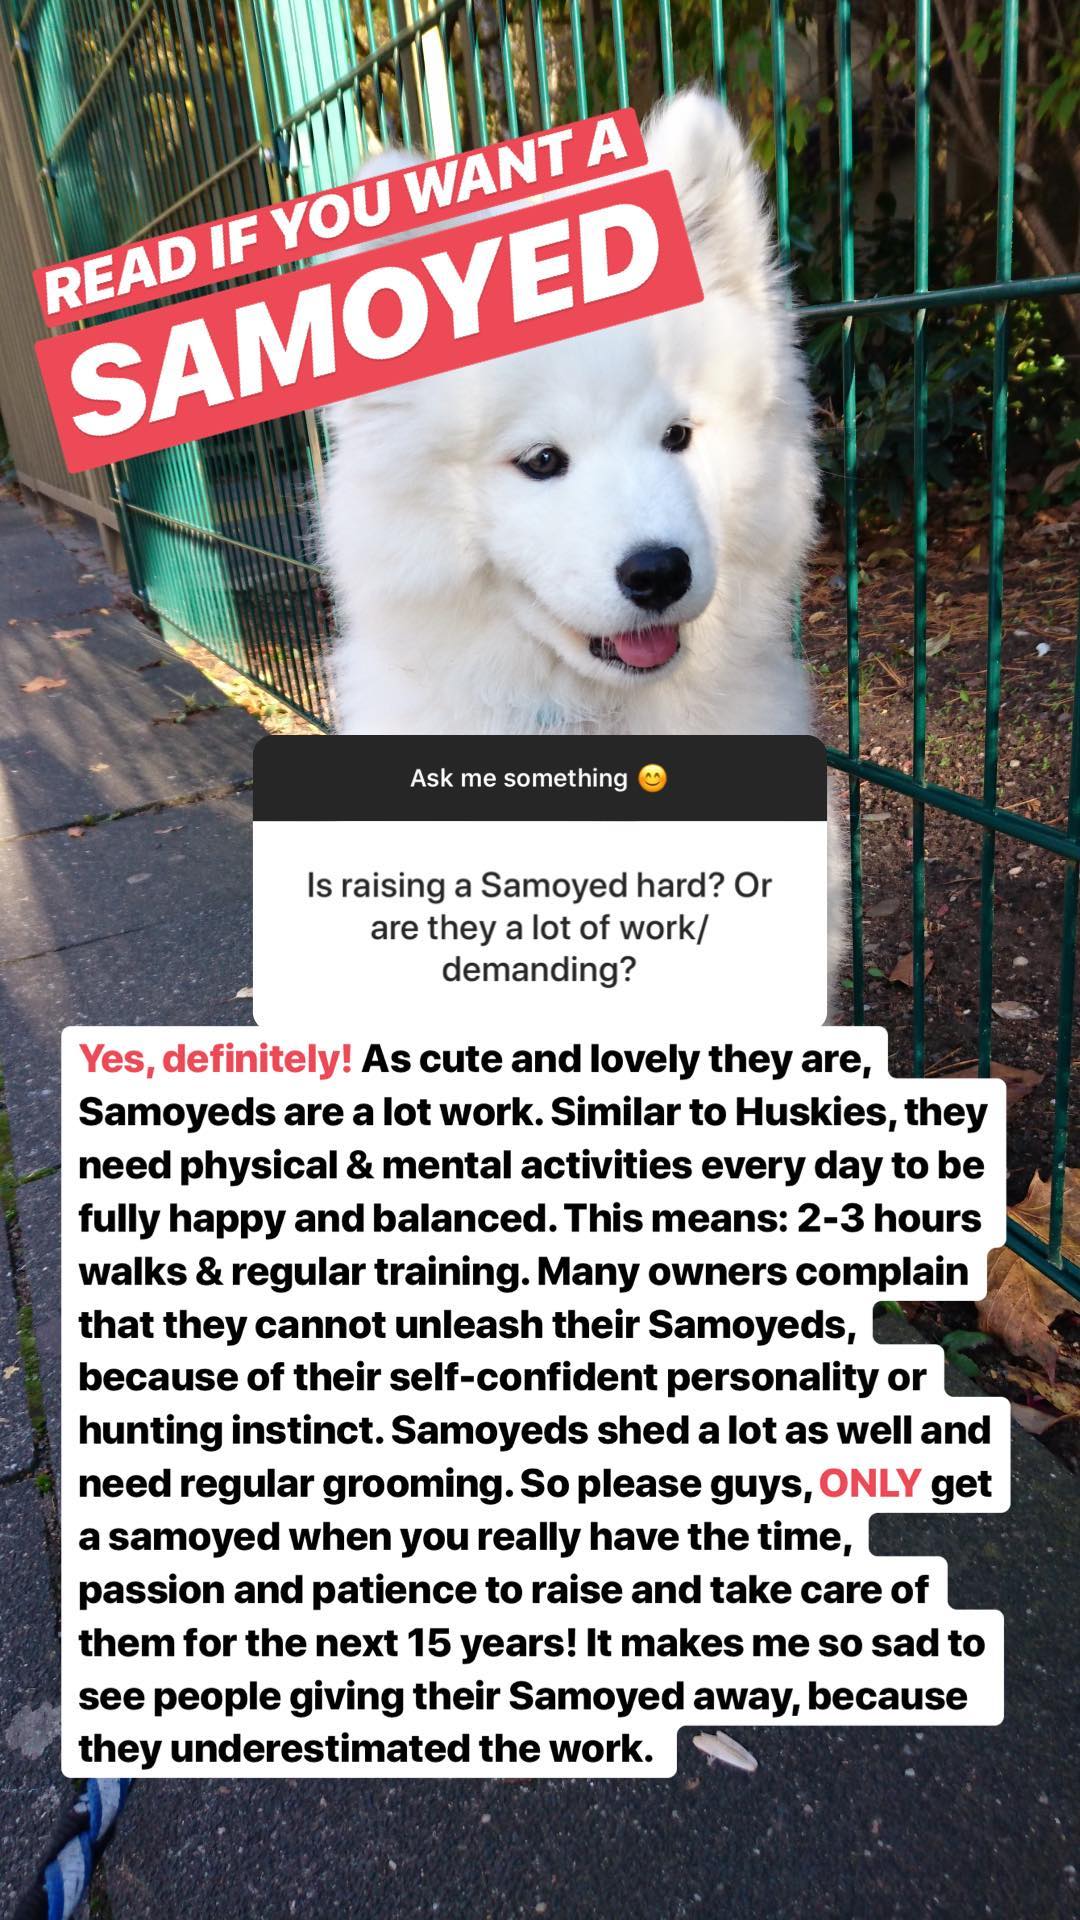 READ IF YOU WANT A
SAMOYED
Ask me something 😊
Is raising a Samoyed hard? Or
are they a lot of work/
demanding?
Yes, definitely! As cute and lovely they are,
Samoyeds are a lot work. Similar to Huskies, they
need physical & mental activities every day to be
fully happy and balanced. This means: 2-3 hours
walks & regular training. Many owners complain
that they cannot unleash their Samoyeds,
because of their self-confident personality or
hunting instinct. Samoyeds shed a lot as well and
need regular grooming. So please guys, ONLY get
a samoyed when you really have the time,
passion and patience to raise and take care of
them for the next 15 years! It makes me so sad to
see people giving their Samoyed away, because
they underestimated the work.